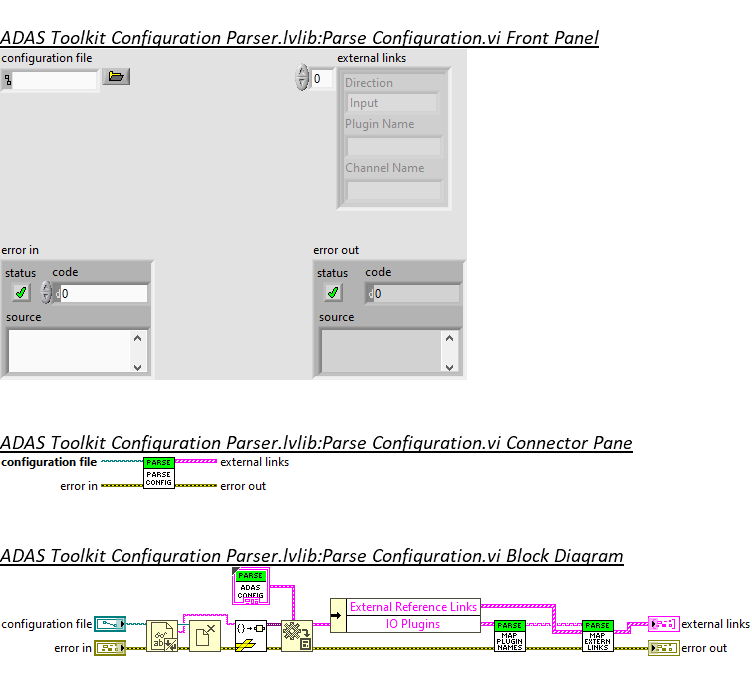 ADAS Toolkit Configuration Parser.lvlib:Parse Configuration.vi Front Panel
configuration file
external links
0
Direction
Input
Plugin Name
Channel Name
error in
error out
status code
status code
0
0
source
source
ADAS Toolkit Configuration Parser.lvlib:Parse Configuration.vi Connector Pane
configuration file
PARSE
external links
PARSE
CONFIG
error in
error out
ADAS Toolkit Configuration Parser.lvlib:Parse Configuration.vi Block Diagram
PARSE
ADAS
CONFIG
External Reference Links
IO Plugins
configuration file
PARSE
MAP
PLUGIN
NAMES
PARSE
MAP
EXTERN
LINKS
external links
error in
error out